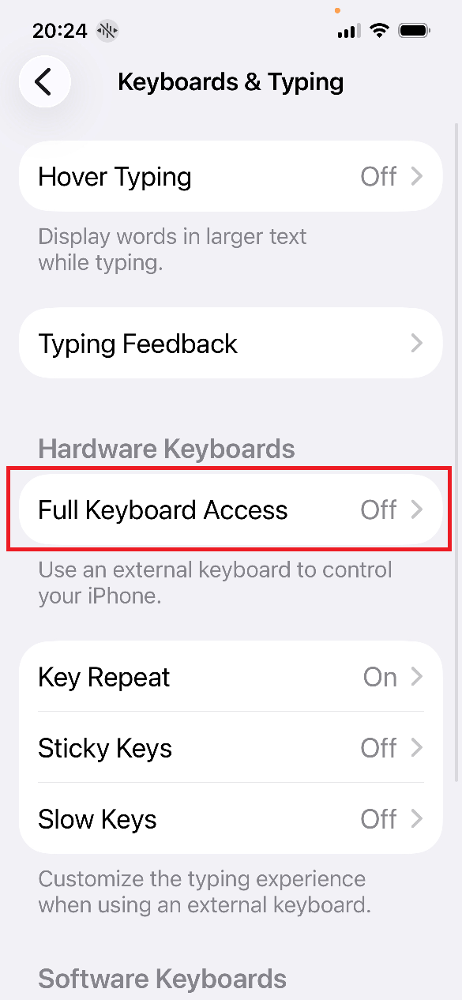 20:24
Keyboards & Typing
Hover Typing Off
Display words in larger text
while typing.
Typing Feedback
Hardware Keyboards
Full Keyboard Access Off
Use an external keyboard to control
your iPhone.
Key Repeat On
Sticky Keys Off
Slow Keys Off
Customize the typing experience
when using an external keyboard.
Software Keyboards